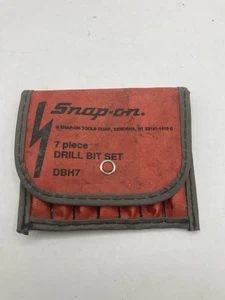 Snap-on.
7 piece
DRILL BIT SET
DBH7